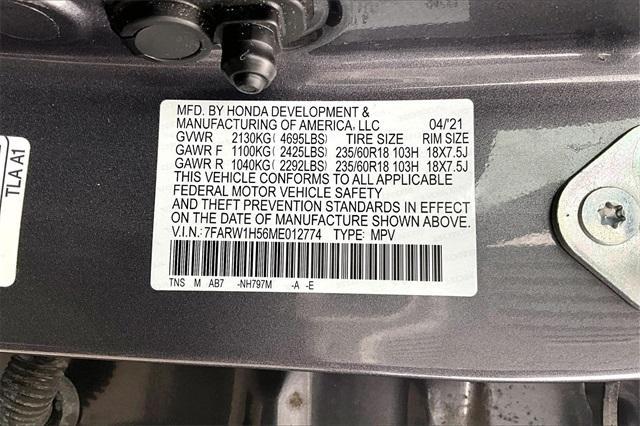 MFD. BY HONDA DEVELOPMENT &
MANUFACTURING OF AMERICA, LLC 04/'21
GVWR 2130KG( 4695LBS) TIRE SIZE RIM SIZE
GAWR F 1100KG( 2425LBS) 235/60R18 103H 18X7.5J
GAWR R 1040KG( 2292LBS) 235/60R18 103H 18X7.5J
THIS VEHICLE CONFORMS TO ALL APPLICABLE
FEDERAL MOTOR VEHICLE SAFETY
AND THEFT PREVENTION STANDARDS IN EFFECT
ON THE DATE OF MANUFACTURE SHOWN ABOVE.
V.I.N.: 7FARW1H56ME012774 TYPE: MPV
TNS M AB7 -NH797M -A -E
TLA A1